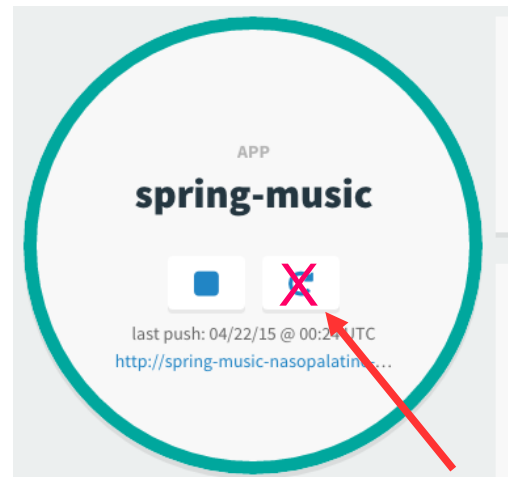 APP
spring-music
X
last push: 04/22/15 @ 00:24 UTC
http://spring-music-nasopalatine-…